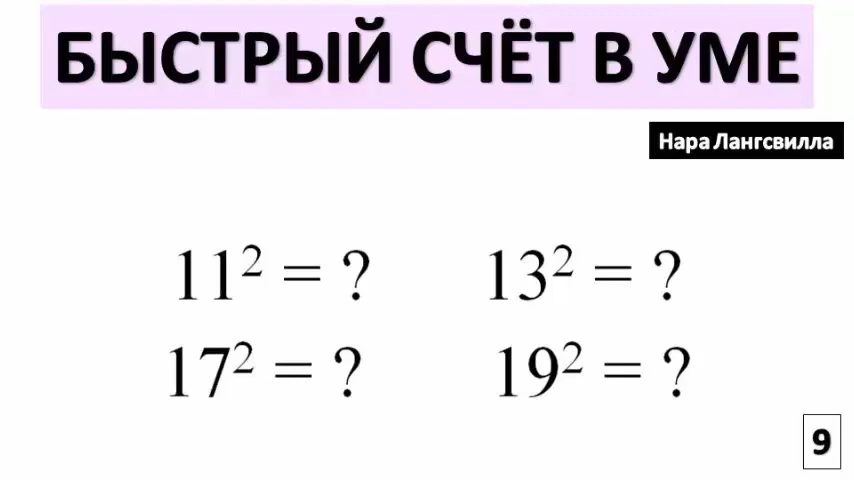 БЫСТРЫЙ СЧЁТ В УМЕ
Нара Лангсвилла
11² = ? 13² = ?
17² = ? 19² = ?
9